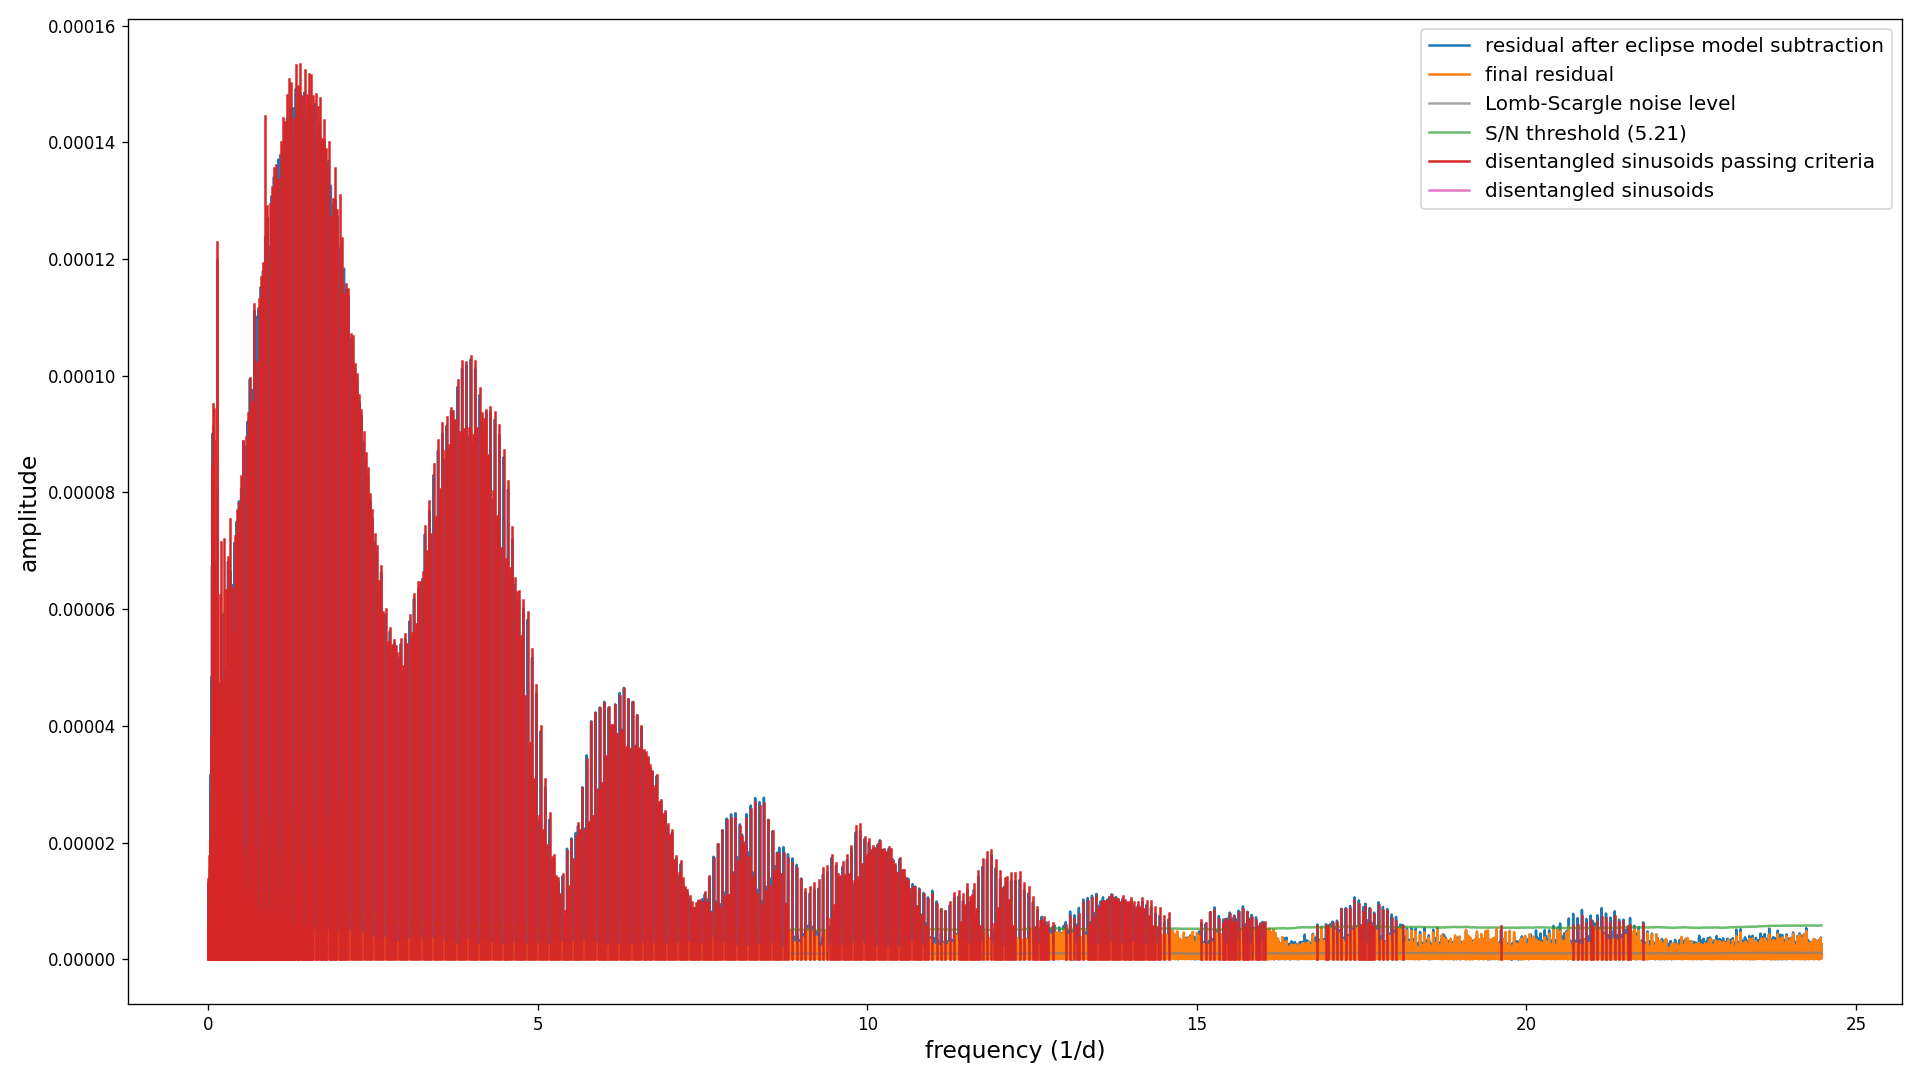 0.00016
0.00014
0.00012
0.00010
0.00008
0.00006
0.00004
0.00002
0.00000
amplitude
residual after eclipse model subtraction
final residual
Lomb-Scargle noise level
S/N threshold (5.21)
disentangled sinusoids passing criteria
disentangled sinusoids
0 5 10 15 20 25
frequency (1/d)